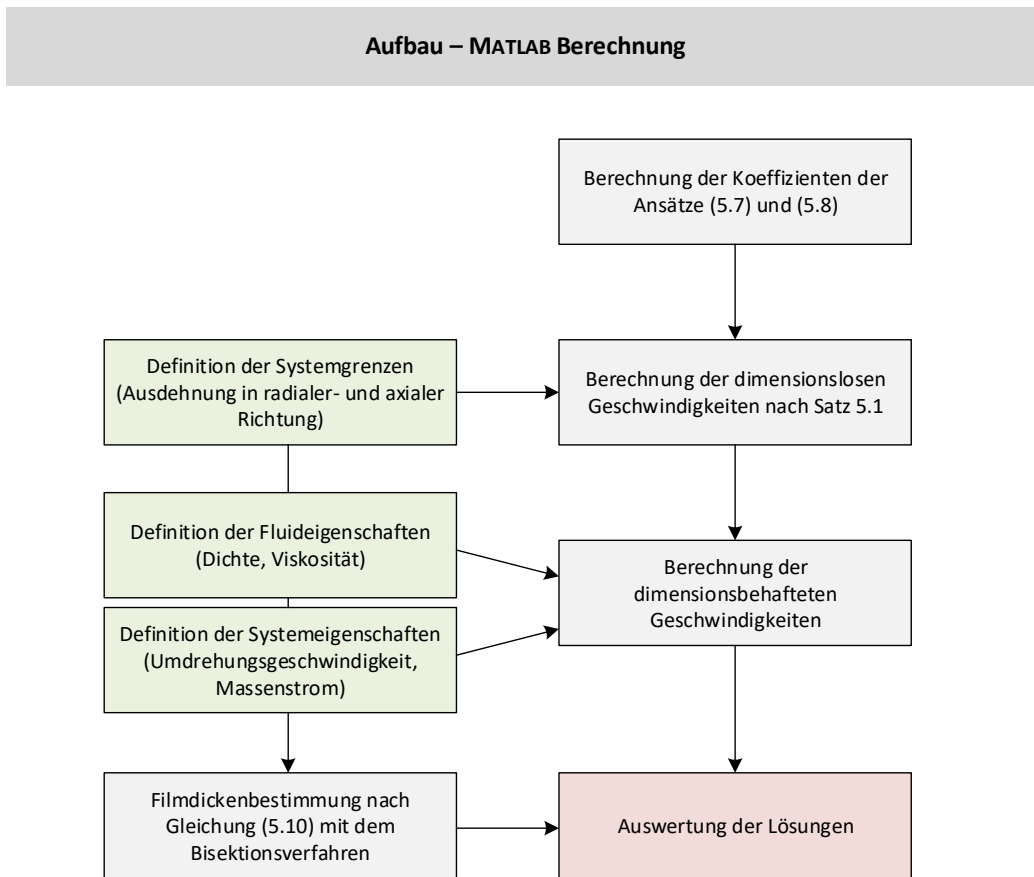 Aufbau – MATLAB Berechnung
Berechnung der Koeffizienten der
Ansätze (5.7) und (5.8)
Definition der Systemgrenzen
(Ausdehnung in radialer- und axialer
Richtung)
Berechnung der dimensionslosen
Geschwindigkeiten nach Satz 5.1
Definition der Fluideigenschaften
(Dichte, Viskosität)
Berechnung der
dimensionsbehafteten
Geschwindigkeiten
Definition der Systemeigenschaften
(Umdrehungsgeschwindigkeit,
Massenstrom)
Filmdickenbestimmung nach
Gleichung (5.10) mit dem
Bisektionsverfahren
Auswertung der Lösungen